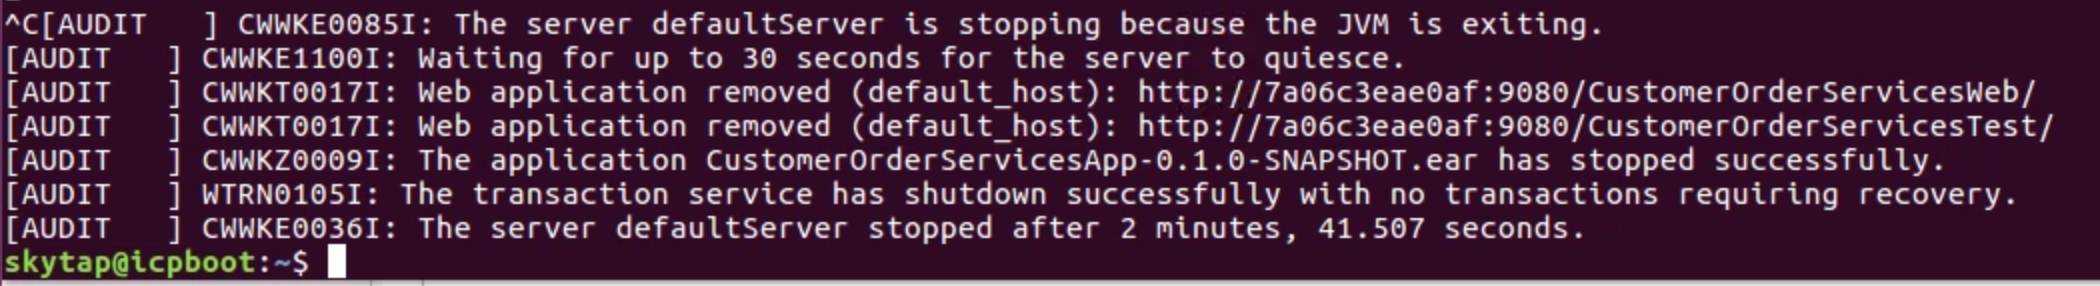 ^C[AUDIT   ] CWWKE0085I: The server defaultServer is stopping because the JVM is exiting.
[AUDIT   ] CWWKE1100I: Waiting for up to 30 seconds for the server to quiesce.
[AUDIT   ] CWWKT0017I: Web application removed (default_host): http://7a06c3eae0af:9080/CustomerOrderServicesWeb/
[AUDIT   ] CWWKT0017I: Web application removed (default_host): http://7a06c3eae0af:9080/CustomerOrderServicesTest/
[AUDIT   ] CWWKZ0009I: The application CustomerOrderServicesApp-0.1.0-SNAPSHOT.ear has stopped successfully.
[AUDIT   ] WTRN0105I: The transaction service has shutdown successfully with no transactions requiring recovery.
[AUDIT   ] CWWKE0036I: The server defaultServer stopped after 2 minutes, 41.507 seconds.
skytap@icpboot:~$